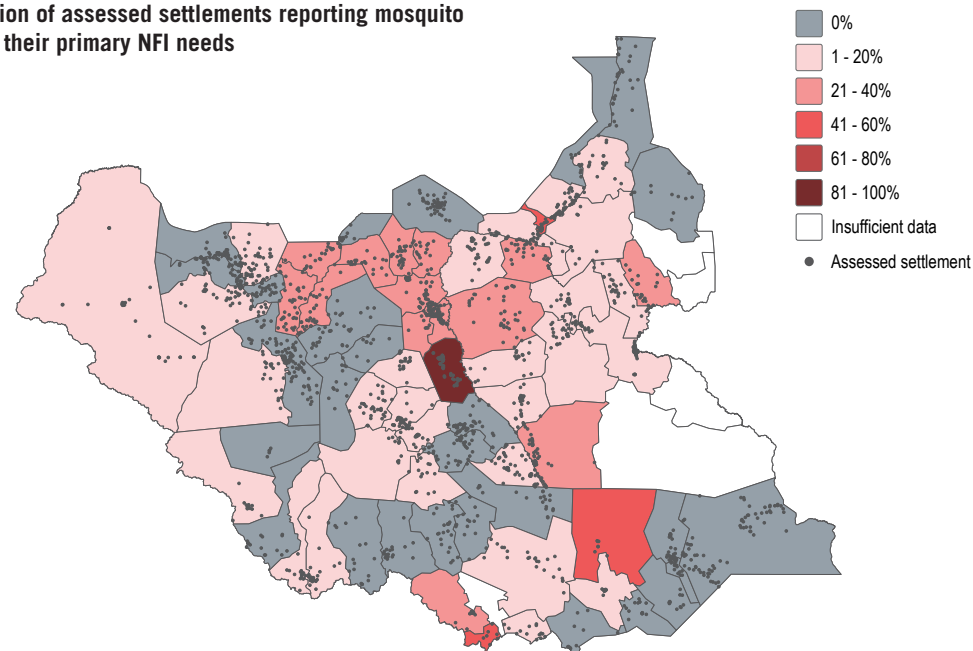 ion of assessed settlements reporting mosquito
their primary NFI needs
0%
1 - 20%
21 - 40%
41 - 60%
61 - 80%
81 - 100%
Insufficient data
Assessed settlement